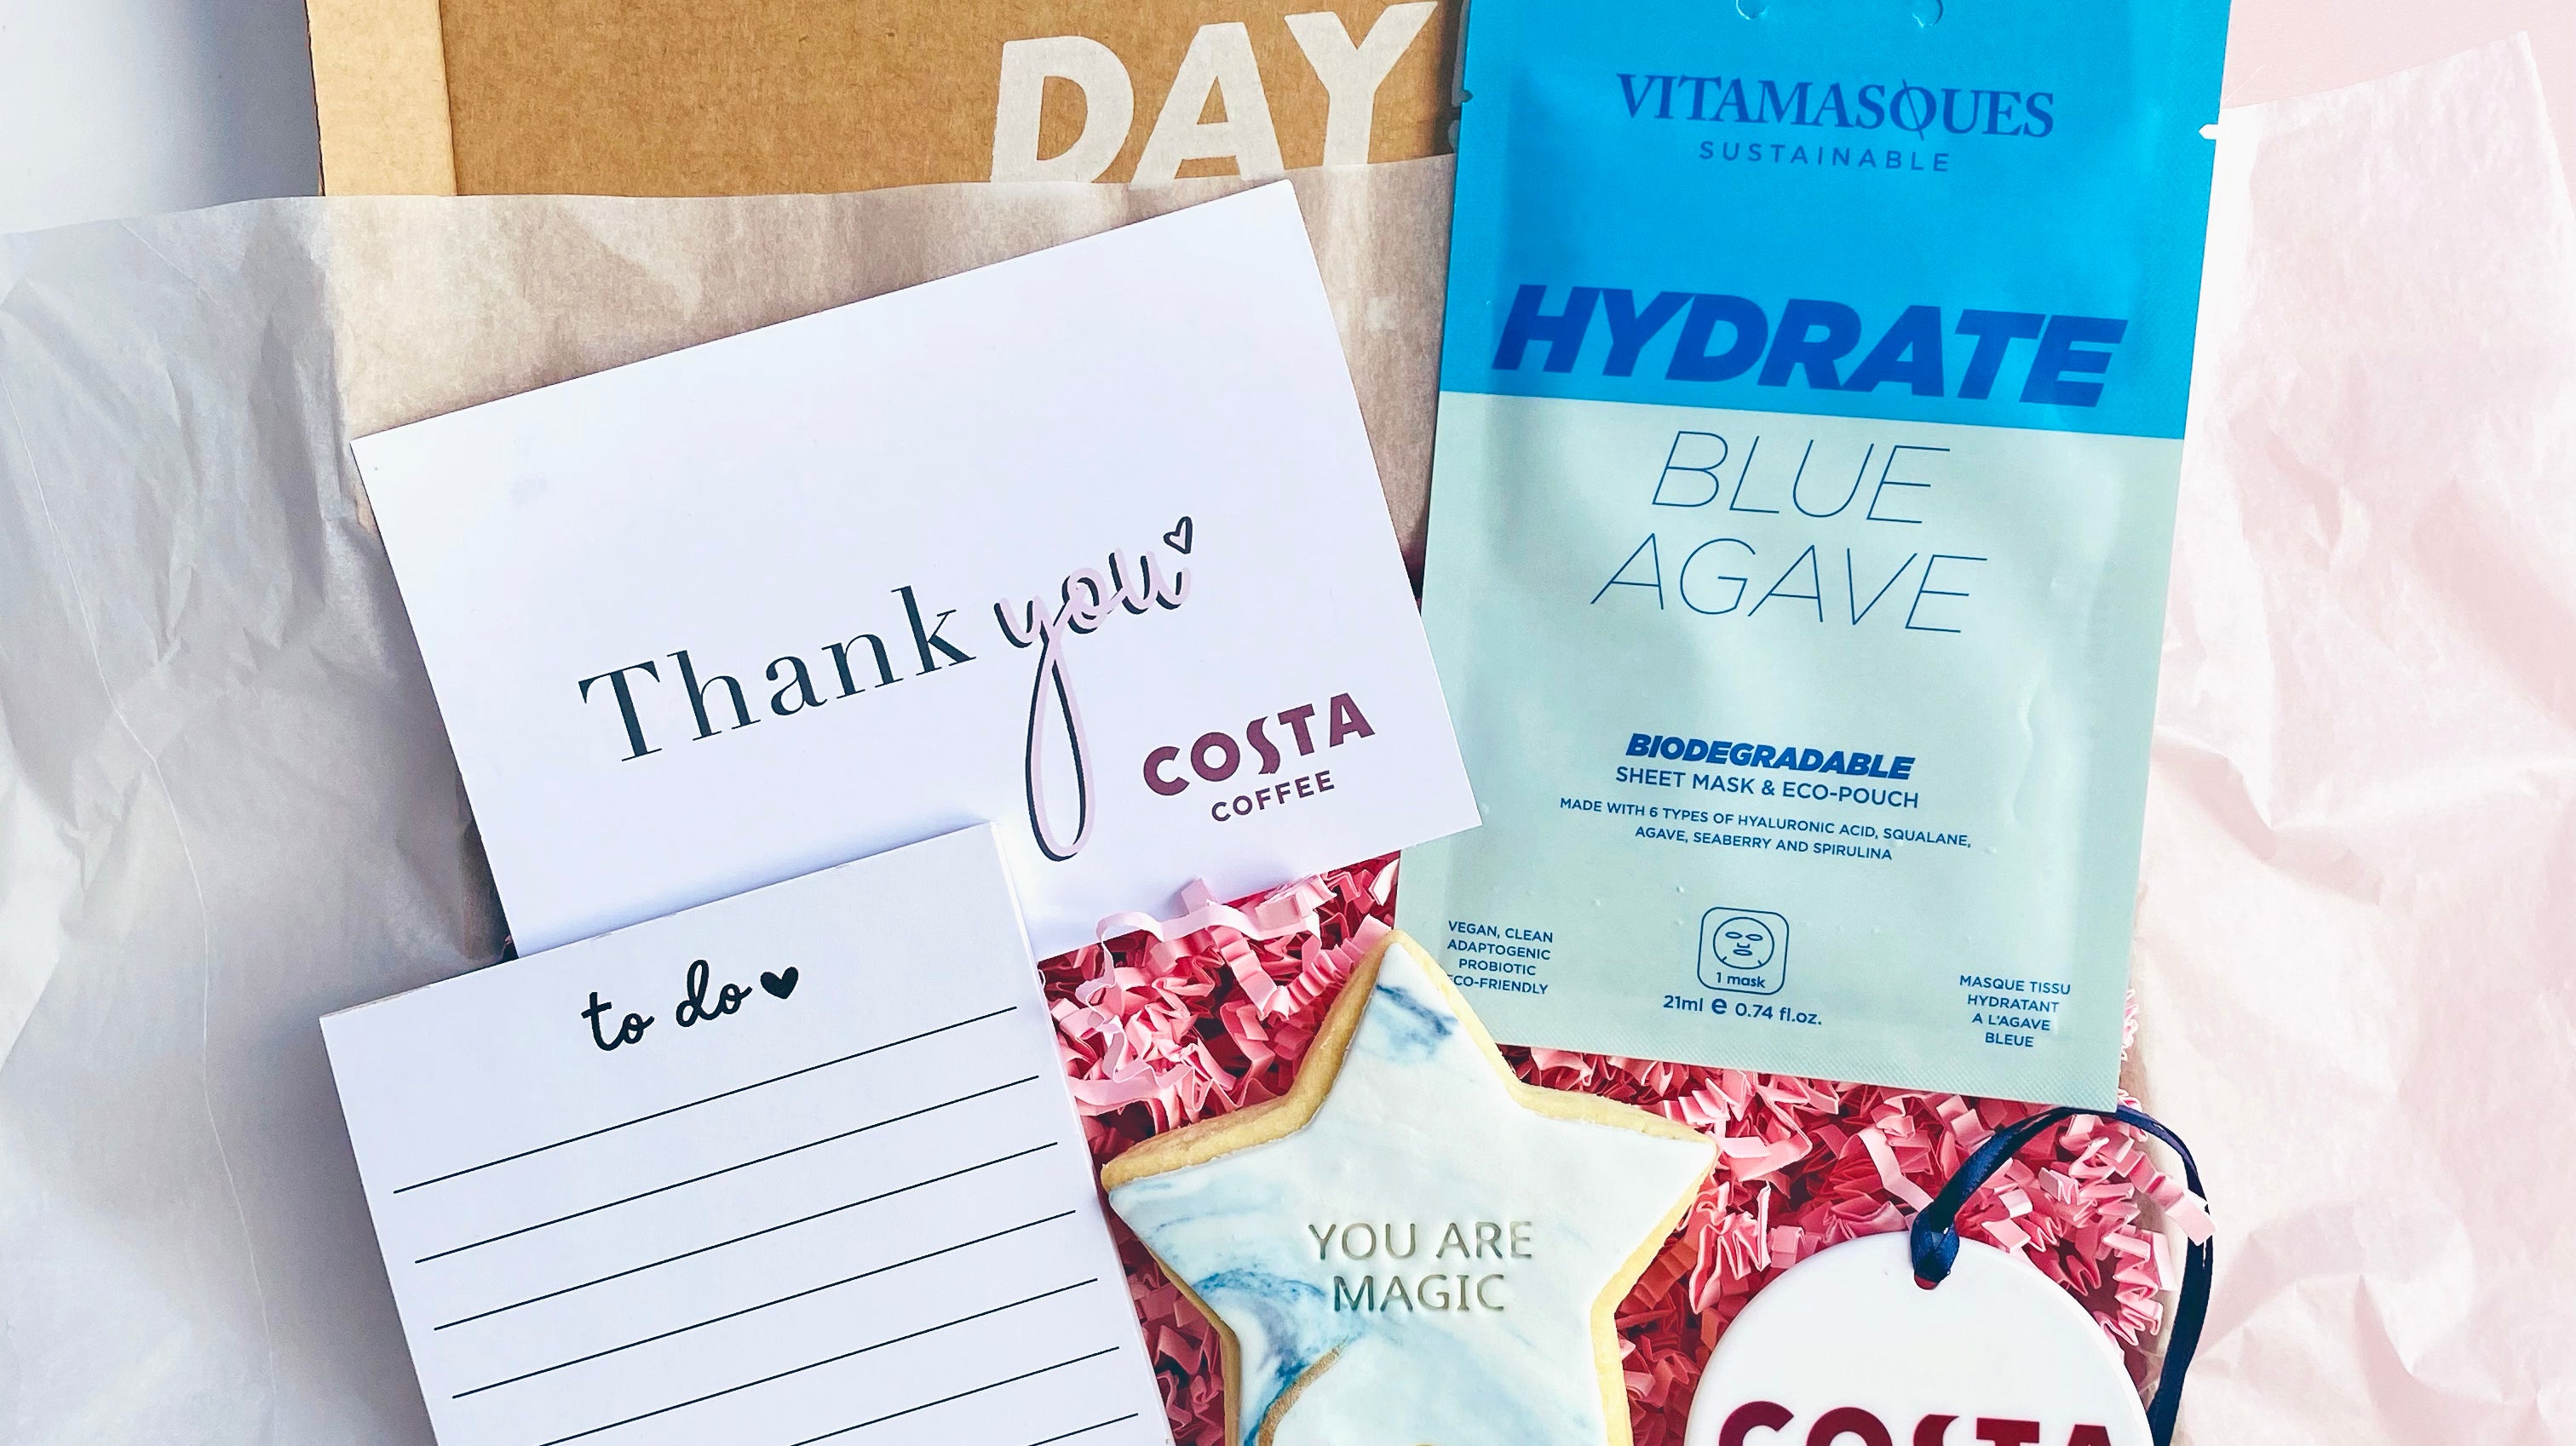 DAY
VITAMASQUES
SUSTAINABLE
HYDRATE
BLUE
AGAVE
BIODEGRADABLE
SHEET MASK & ECO-POUCH
MADE WITH 6 TYPES OF HYALURONIC ACID, SQUALANE,
AGAVE, SEABERRY AND SPIRULINA
VEGAN, CLEAN
ADAPTOGENIC
PROBIOTIC
ECO-FRIENDLY
1 mask
21ml e 0.74 fl.oz.
MASQUE TISSU
HYDRATANT
A L'AGAVE
BLEUE
Thank you
COSTA
COFFEE
to do
YOU ARE
MAGIC
COSTA